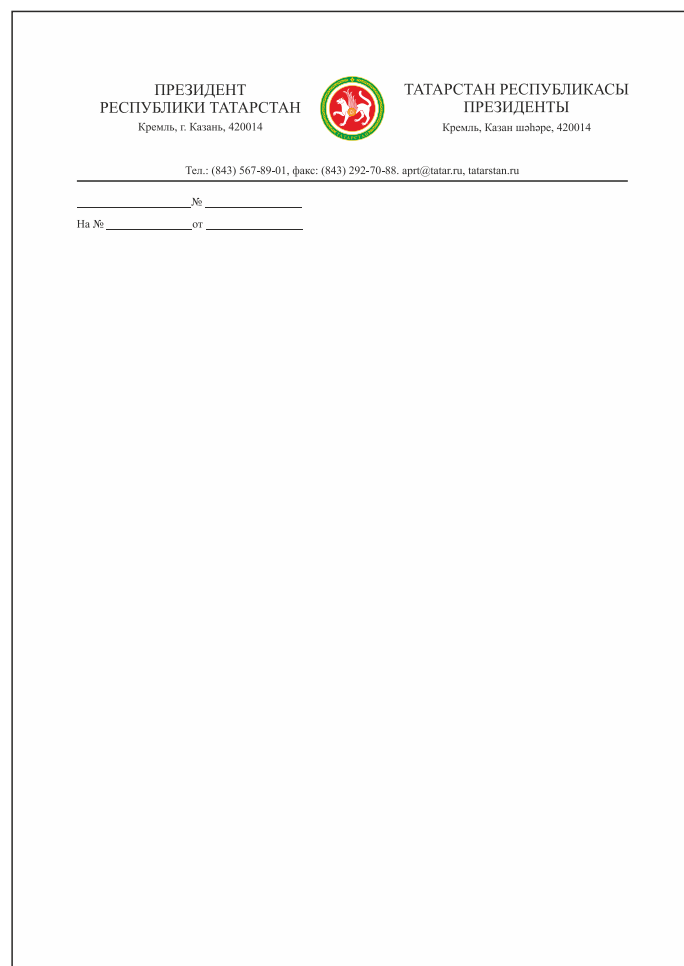 ПРЕЗИДЕНТ
РЕСПУБЛИКИ ТАТАРСТАН
Кремль, г. Казань, 420014
ТАТАРСТАН
ТАТАРСТАН РЕСПУБЛИКАСЫ
ПРЕЗИДЕНТЫ
Кремль, Казан шәһәре, 420014
Тел.: (843) 567-89-01, факс: (843) 292-70-88. aprt@tatar.ru, tatarstan.ru
№
На № от